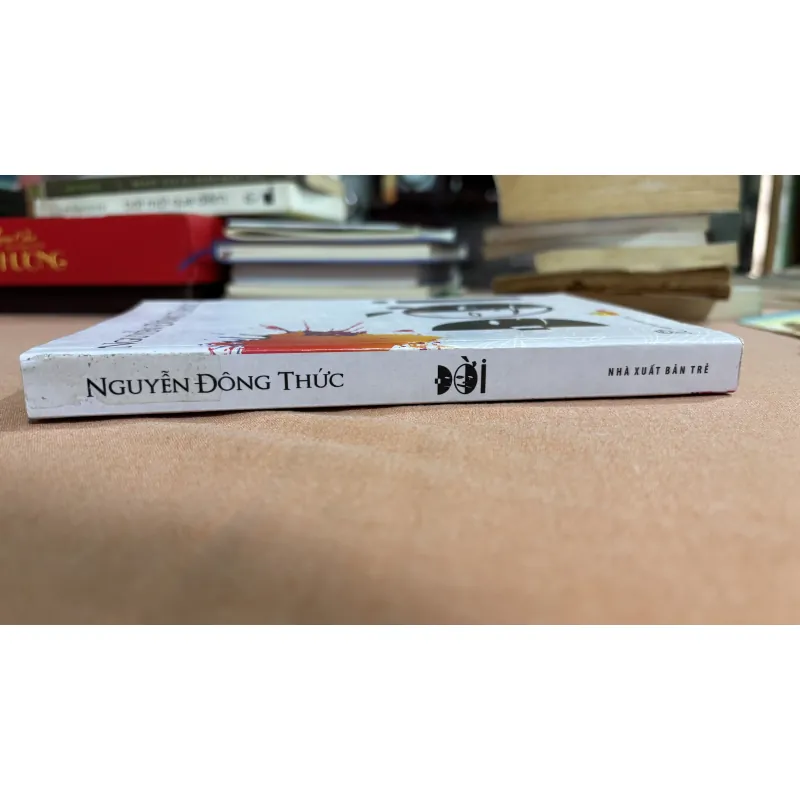 NGUYỄN ĐÔNG THỨC
ĐỜI
NHÀ XUẤT BẢN TRẺ